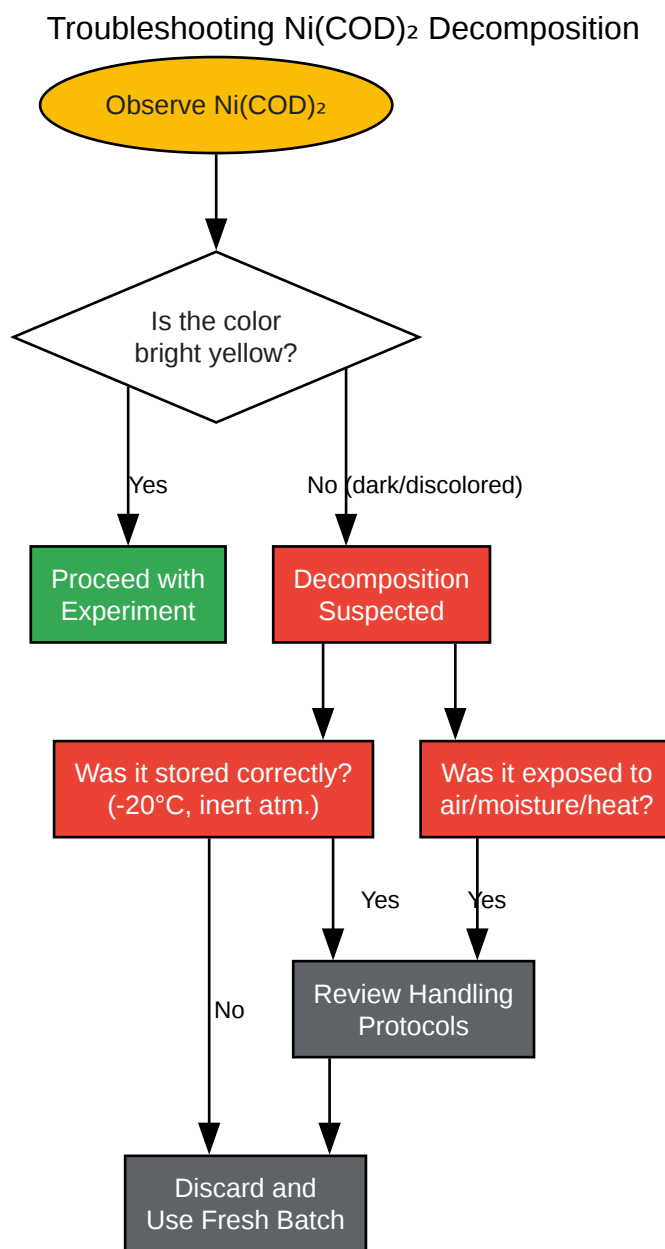 Troubleshooting Ni(COD)₂ Decomposition
Observe Ni(COD)₂
Is the color
bright yellow?
Yes
No (dark/discolored)
Proceed with
Experiment
Decomposition
Suspected
Was it stored correctly?
(-20°C, inert atm.)
Was it exposed to
air/moisture/heat?
Yes
Yes
Review Handling
Protocols
No
Discard and
Use Fresh Batch